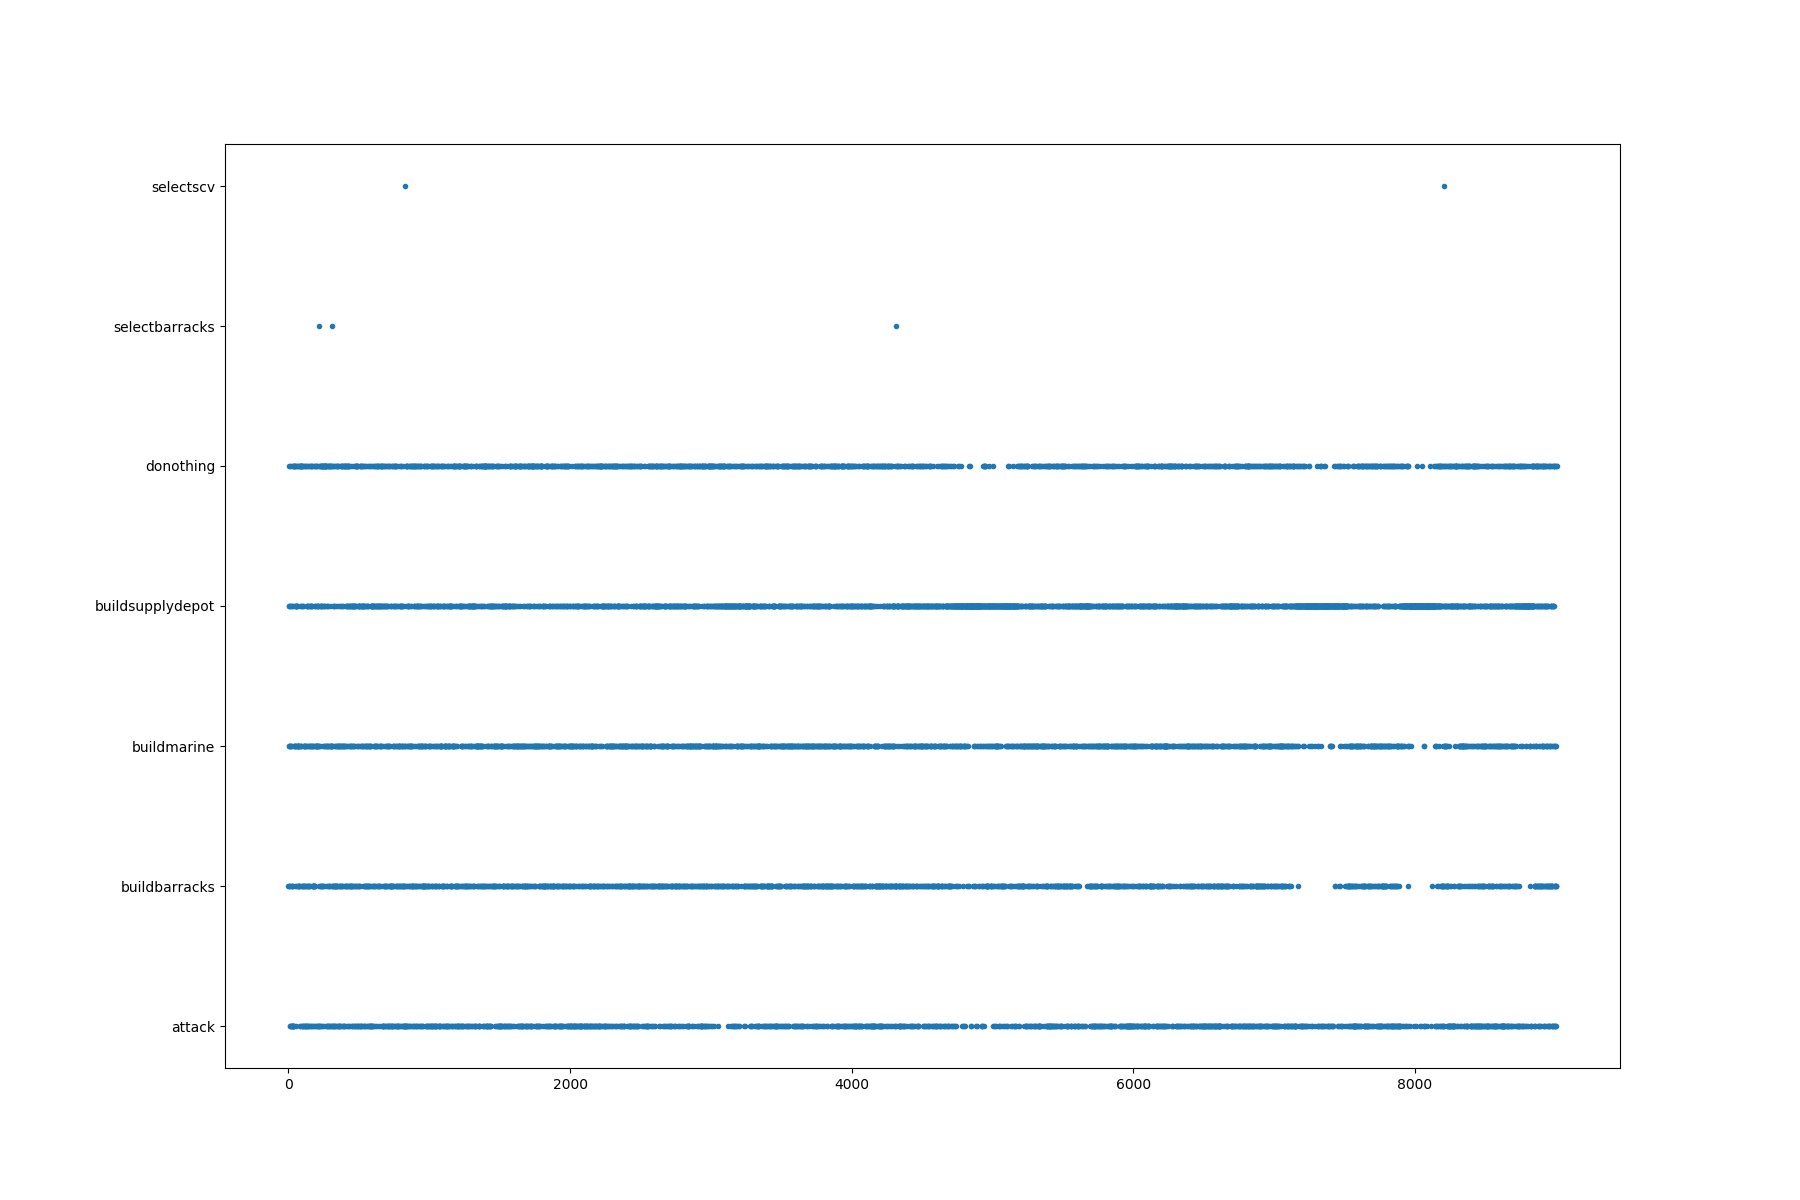 selectscv
selectbarracks
donothing
buildsupplydepot
buildmarine
buildbarracks
attack
0 2000 4000 6000 8000